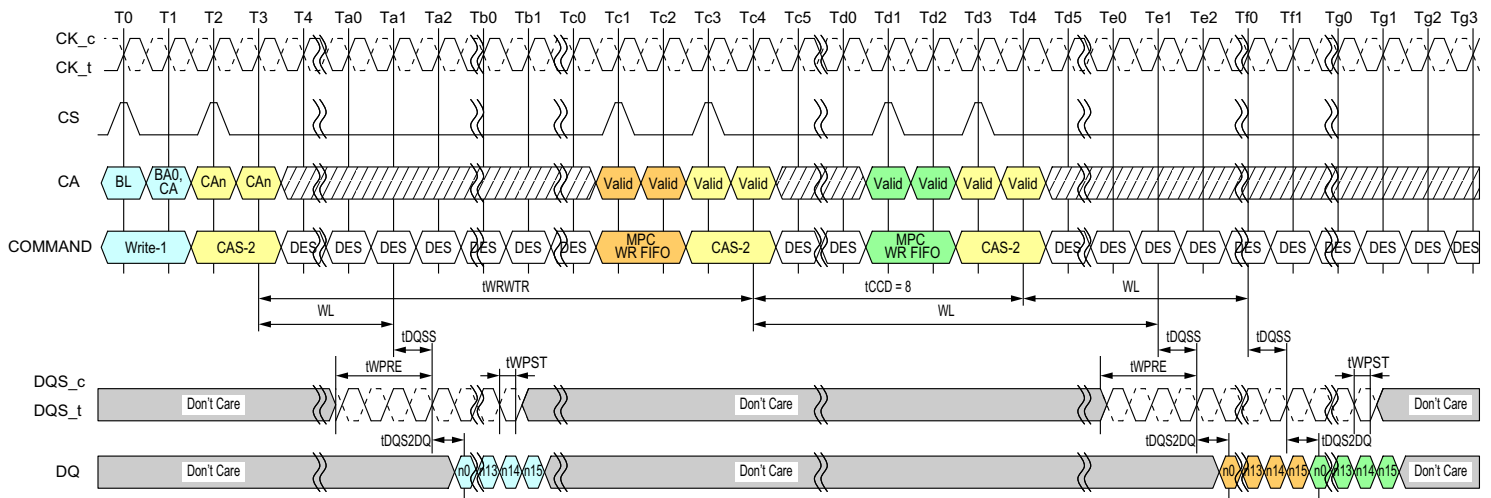 T0 T1 T2 T3 T4 Ta0 Ta1 Ta2 Tb0 Tb1 Tc0 Tc1 Tc2 Tc3 Tc4 Tc5 Td0 Td1 Td2 Td3 Td4 Td5 Te0 Te1 Te2 Tf0 Tf1 Tg0 Tg1 Tg2 Tg3
CK_c
CK_t
CS
CA BL BA0, CA CAn CAn Valid Valid Valid Valid Valid Valid Valid Valid
COMMAND Write-1 CAS-2 DES DES DES DES DES DES DES MPC WR FIFO CAS-2 DES DES MPC WR FIFO CAS-2 DES DES DES DES DES DES DES DES DES DES
tWRWTR tCCD = 8 WL
WL WL
tDQSS tDQSS tDQSS
tWPRE tWPST tWPRE tWPST
DQS_c
DQS_t Don't Care Don't Care Don't Care
tDQS2DQ tDQS2DQ tDQS2DQ
DQ Don't Care n0 n13 n14 n15 Don't Care n0 n13 n14 n15 n0 n13 n14 n15 Don't Care